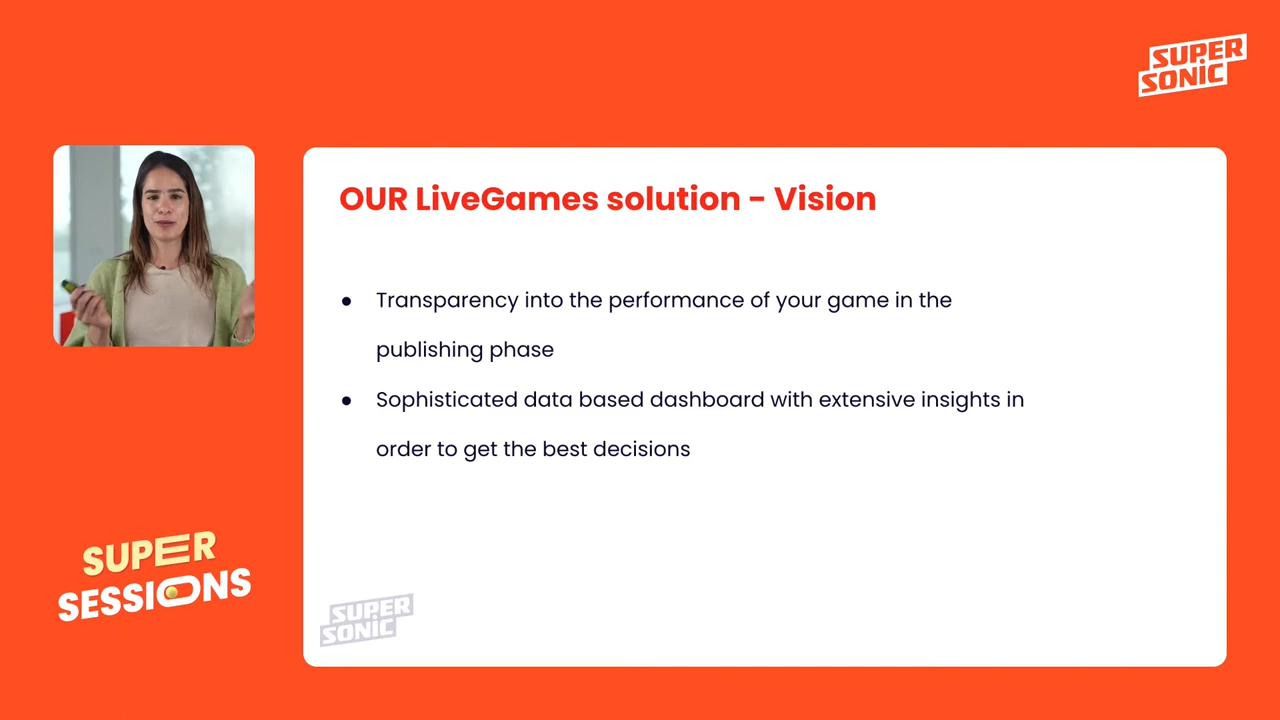 SUPER
SONIC
OUR LiveGames solution - Vision
● Transparency into the performance of your game in the
publishing phase
● Sophisticated data based dashboard with extensive insights in
order to get the best decisions
SUPER
SESSIONS
SUPER
SONIC